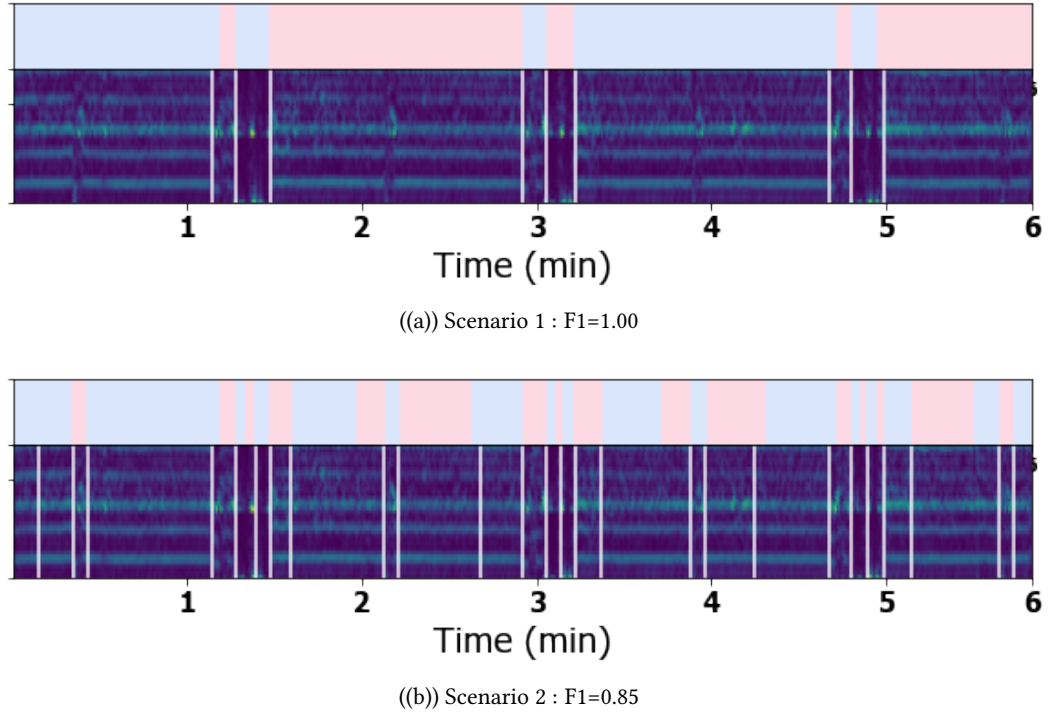 1 2 3 4 5 6
Time (min)
((a)) Scenario 1 : F1=1.00
1 2 3 4 5 6
Time (min)
((b)) Scenario 2 : F1=0.85